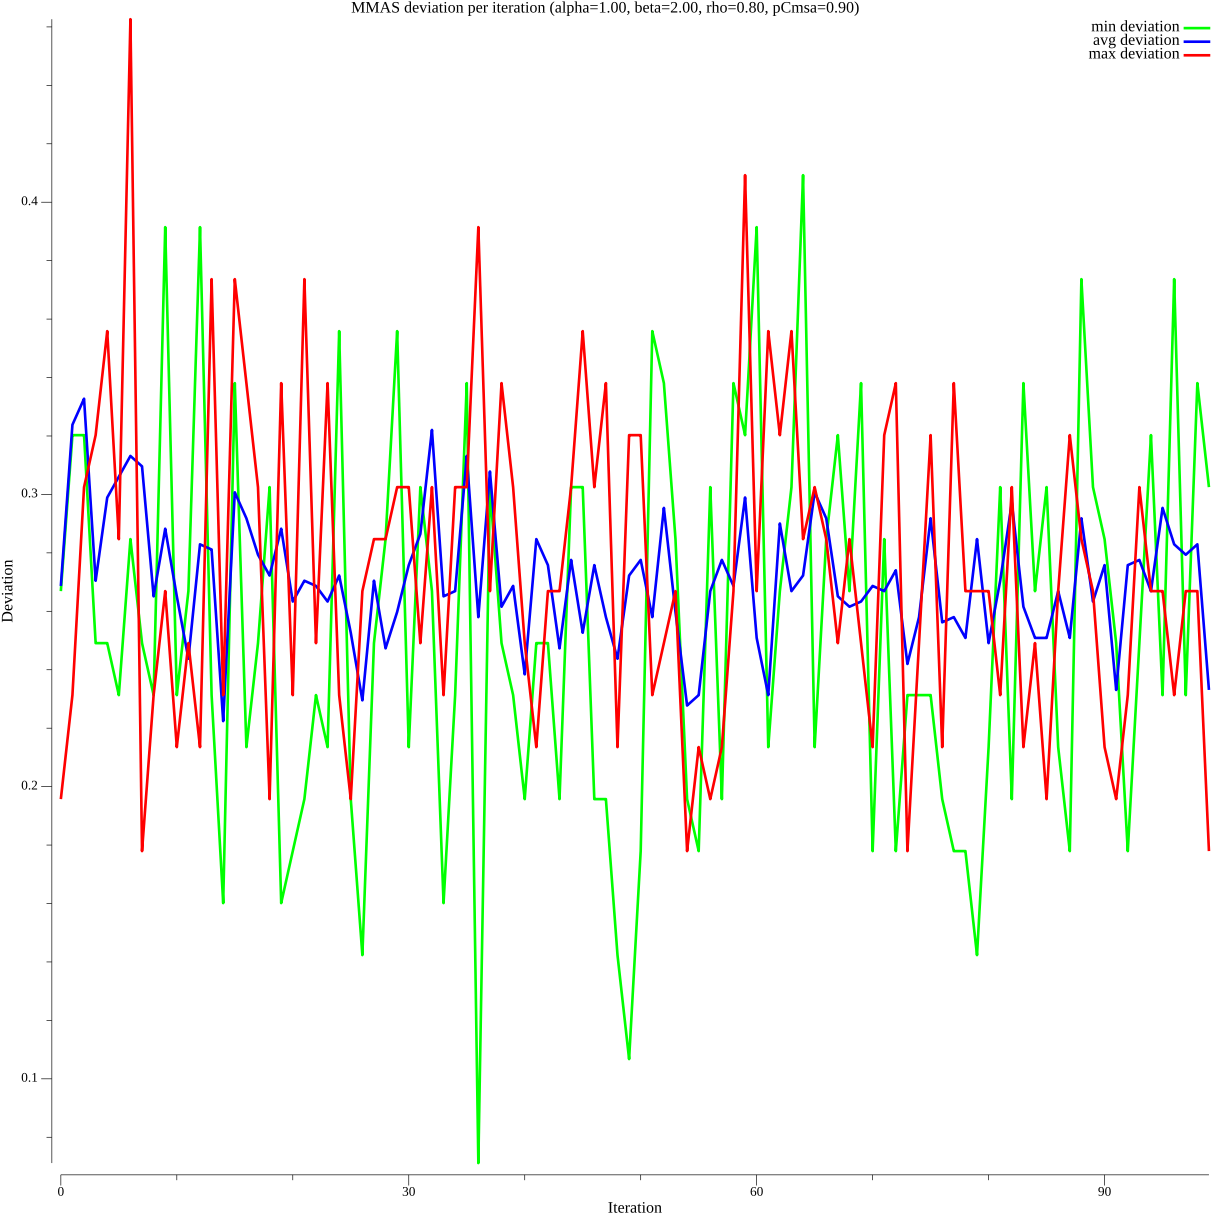 MMAS deviation per iteration (alpha=1.00, beta=2.00, rho=0.80, pCmsa=0.90)
min deviation
avg deviation
max deviation
0.4
0.3
Deviation
0.2
0.1
0 30 60 90
Iteration